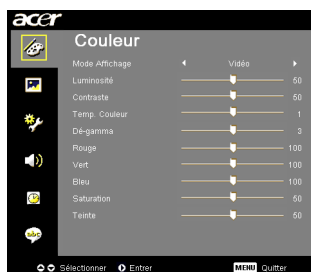 acer
Couleur
Mode Affichage Vidéo
Luminosité 50
Contraste 50
Temp. Couleur 1
Dé-gamma 3
Rouge 100
Vert 100
Bleu 100
Saturation 50
Teinte 50
abc
Sélectionner Entrer MENU Quitter